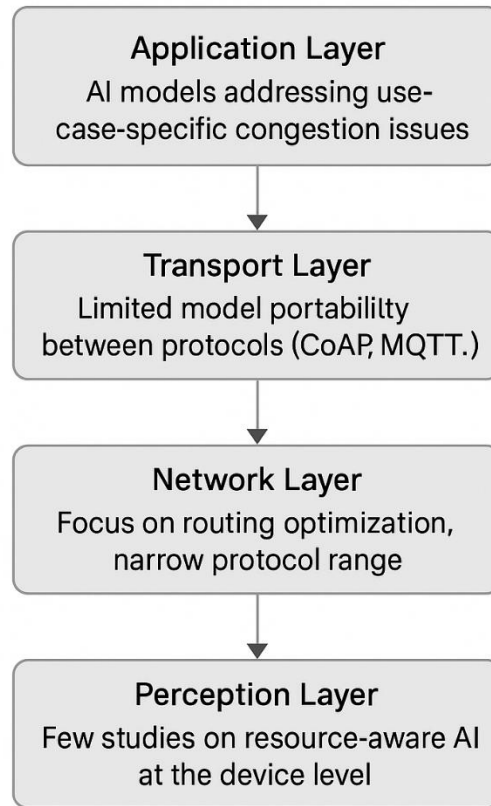 Application Layer
AI models addressing use-
case-specific congestion issues
Transport Layer
Limited model portabililty
between protocols (CoAP, MQTT.)
Network Layer
Focus on routing optimization,
narrow protocol range
Perception Layer
Few studies on resource-aware AI
at the device level